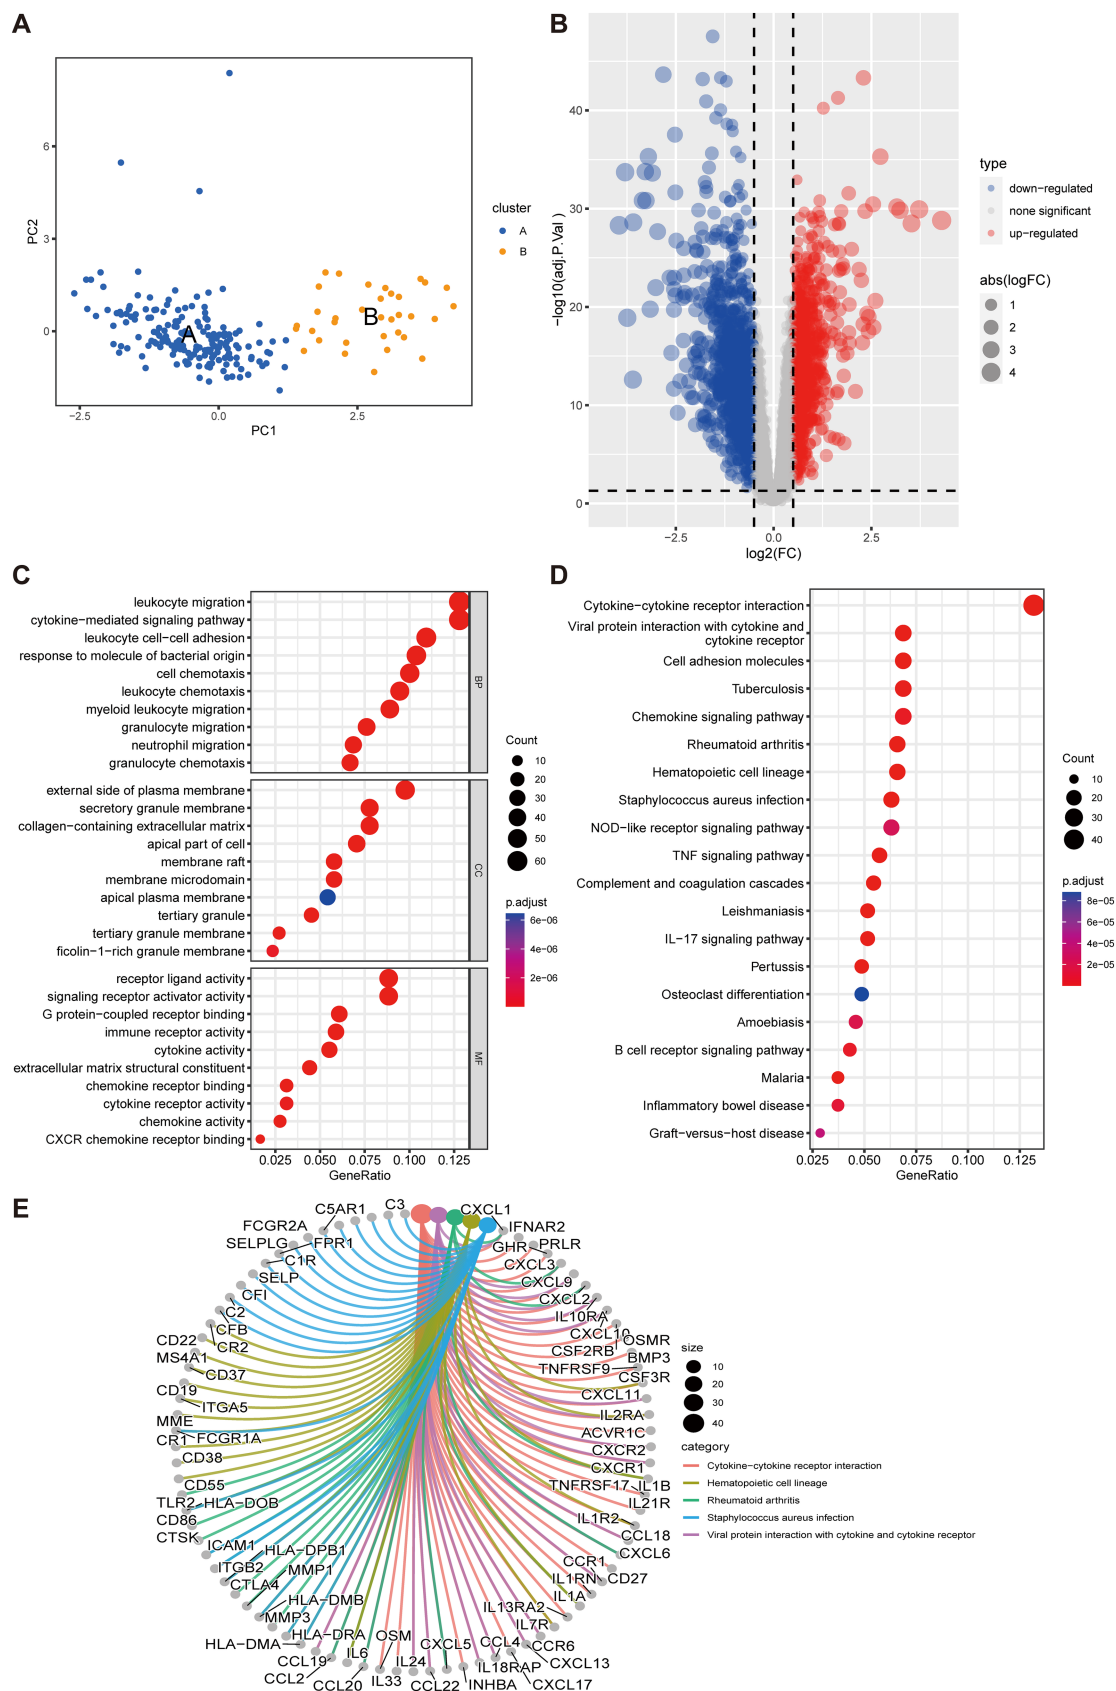 A
PC2
6
3
0
−2.5
0.0
2.5
PC1
cluster
A
B
A
B
B
−log10(adj.P.Val )
40
30
20
10
0
−2.5
0.0
2.5
log2(FC)
type
down−regulated
none significant
up−regulated
abs(logFC)
1
2
3
4
C
leukocyte migration
cytokine−mediated signaling pathway
leukocyte cell−cell adhesion
response to molecule of bacterial origin
cell chemotaxis
leukocyte chemotaxis
myeloid leukocyte migration
granulocyte migration
neutrophil migration
granulocyte chemotaxis
BP
external side of plasma membrane
secretory granule membrane
collagen−containing extracellular matrix
apical part of cell
membrane raft
membrane microdomain
apical plasma membrane
tertiary granule
tertiary granule membrane
ficolin−1−rich granule membrane
CC
receptor ligand activity
signaling receptor activator activity
G protein−coupled receptor binding
immune receptor activity
cytokine activity
extracellular matrix structural constituent
chemokine receptor binding
cytokine receptor activity
chemokine activity
CXCR chemokine receptor binding
MF
0.025
0.050
0.075
0.100
0.125
GeneRatio
Count
10
20
30
40
50
60
p.adjust
6e−06
4e−06
2e−06
D
Cytokine−cytokine receptor interaction
Viral protein interaction with cytokine and
cytokine receptor
Cell adhesion molecules
Tuberculosis
Chemokine signaling pathway
Rheumatoid arthritis
Hematopoietic cell lineage
Staphylococcus aureus infection
NOD−like receptor signaling pathway
TNF signaling pathway
Complement and coagulation cascades
Leishmaniasis
IL−17 signaling pathway
Pertussis
Osteoclast differentiation
Amoebiasis
B cell receptor signaling pathway
Malaria
Inflammatory bowel disease
Graft−versus−host disease
0.025
0.050
0.075
0.100
0.125
GeneRatio
Count
10
20
30
40
p.adjust
8e−05
6e−05
4e−05
2e−05
E
C3
CXCL1
C5AR1
IFNAR2
FCGR2A
FPR1
SELPLG
GHR
PRLR
C1R
CXCL3
SELP
CXCL9
CFI
CXCL2
C2
IL10RA
CFB
CXCL10
CD22
CR2
CSF2RB
OSMR
MS4A1
BMP3
CD37
TNFRSF9
CSF3R
CD19
CXCL11
ITGA5
MME
IL2RA
CR1
FCGR1A
ACVR1C
CD38
CXCR2
CXCR1
CD55
TNFRSF17
IL1B
TLR2
HLA−DOB
IL21R
CD86
IL1R2
CTSK
CCL18
ICAM1
HLA−DPB1
CXCL6
ITGB2
MMP1
CCR1
CD27
CTLA4
IL1RN
HLA−DMB
IL1A
MMP3
IL13RA2
HLA−DMA
HLA−DRA
OSM
IL7R
CCL19
IL6
CXCL5
CCL4
CCR6
CCL2
IL24
IL18RAP
CXCL13
CCL20
IL33
CCL22
INHBA
CXCL17
size
10
20
30
40
category
Cytokine−cytokine receptor interaction
Hematopoietic cell lineage
Rheumatoid arthritis
Staphylococcus aureus infection
Viral protein interaction with cytokine and cytokine receptor